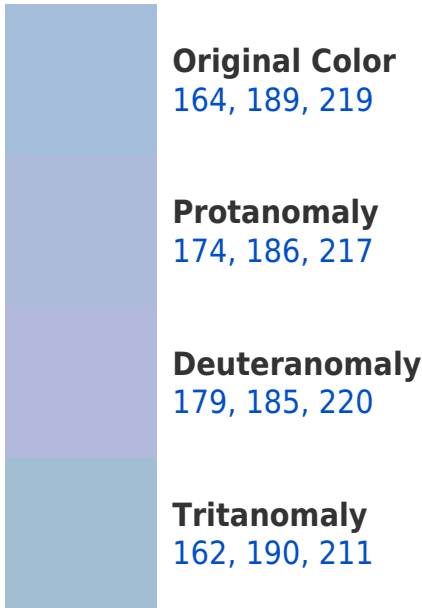 Original Color
164, 189, 219
Protanomaly
174, 186, 217
Deuteranomaly
179, 185, 220
Tritanomaly
162, 190, 211